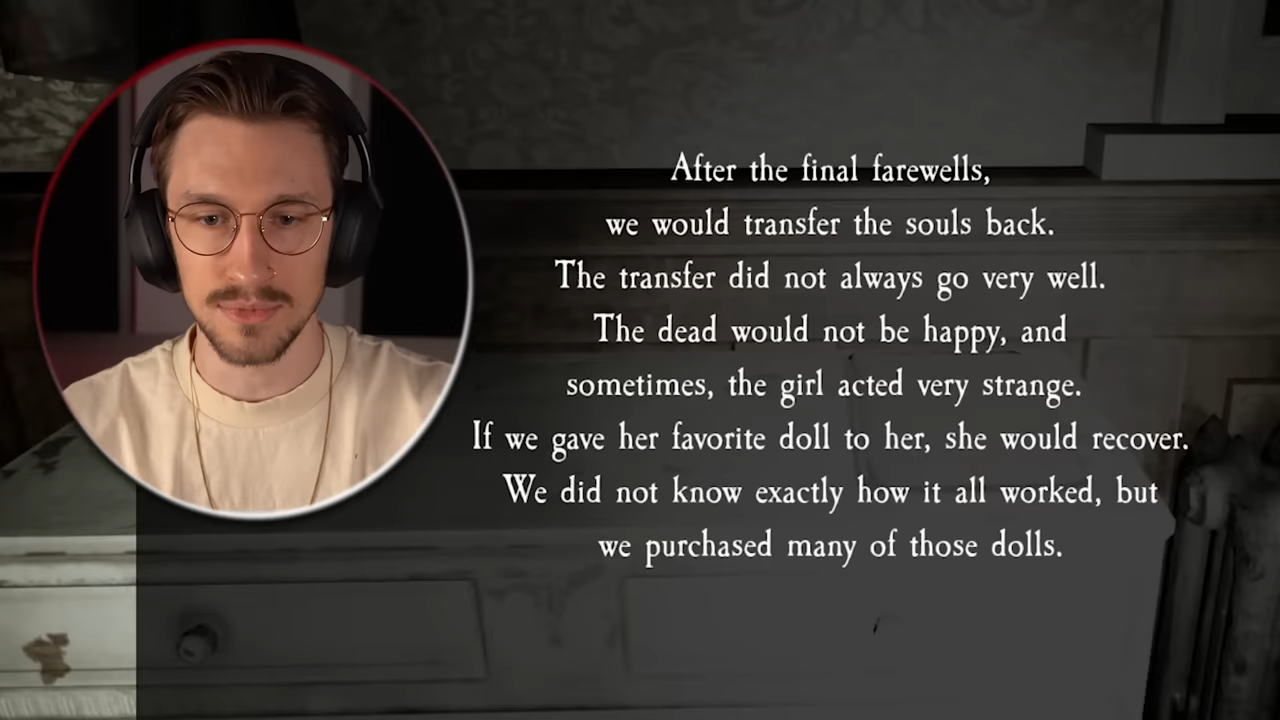 After the final farewells,
we would transfer the souls back.
The transfer did not always go very well.
The dead would not be happy, and
sometimes, the girl acted very strange.
If we gave her favorite doll to her, she would recover.
We did not know exactly how it all worked, but
we purchased many of those dolls.